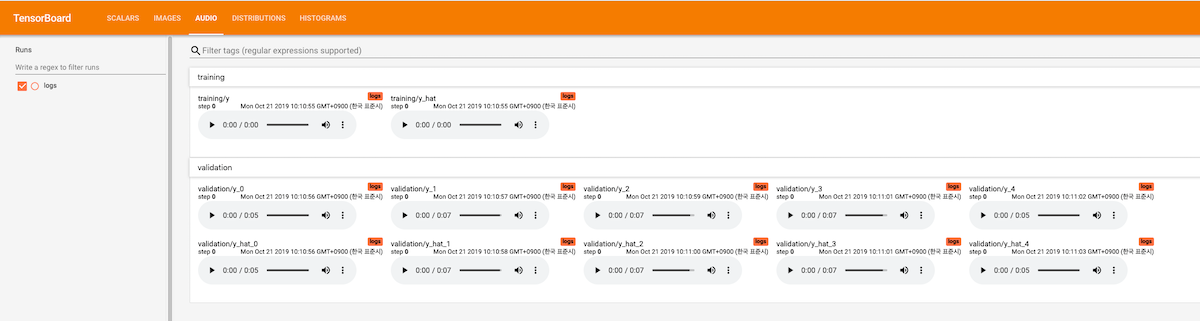 TensorBoard SCALARS IMAGES AUDIO DISTRIBUTIONS HISTOGRAMS
Runs
Write a regex to filter runs
logs
Filter tags (regular expressions supported)
training
training/y logs
step 0 Mon Oct 21 2019 10:10:55 GMT+0900 (한국 표준시)
0:00 / 0:00
training/y_hat logs
step 0 Mon Oct 21 2019 10:10:55 GMT+0900 (한국 표준시)
0:00 / 0:00
validation
validation/y_0 logs
step 0 Mon Oct 21 2019 10:10:56 GMT+0900 (한국 표준시)
0:00 / 0:05
validation/y_1 logs
step 0 Mon Oct 21 2019 10:10:57 GMT+0900 (한국 표준시)
0:00 / 0:07
validation/y_2 logs
step 0 Mon Oct 21 2019 10:10:59 GMT+0900 (한국 표준시)
0:00 / 0:07
validation/y_3 logs
step 0 Mon Oct 21 2019 10:11:01 GMT+0900 (한국 표준시)
0:00 / 0:07
validation/y_4 logs
step 0 Mon Oct 21 2019 10:11:02 GMT+0900 (한국 표준시)
0:00 / 0:05
validation/y_hat_0 logs
step 0 Mon Oct 21 2019 10:10:56 GMT+0900 (한국 표준시)
0:00 / 0:05
validation/y_hat_1 logs
step 0 Mon Oct 21 2019 10:10:58 GMT+0900 (한국 표준시)
0:00 / 0:07
validation/y_hat_2 logs
step 0 Mon Oct 21 2019 10:11:00 GMT+0900 (한국 표준시)
0:00 / 0:07
validation/y_hat_3 logs
step 0 Mon Oct 21 2019 10:11:01 GMT+0900 (한국 표준시)
0:00 / 0:07
validation/y_hat_4 logs
step 0 Mon Oct 21 2019 10:11:03 GMT+0900 (한국 표준시)
0:00 / 0:05